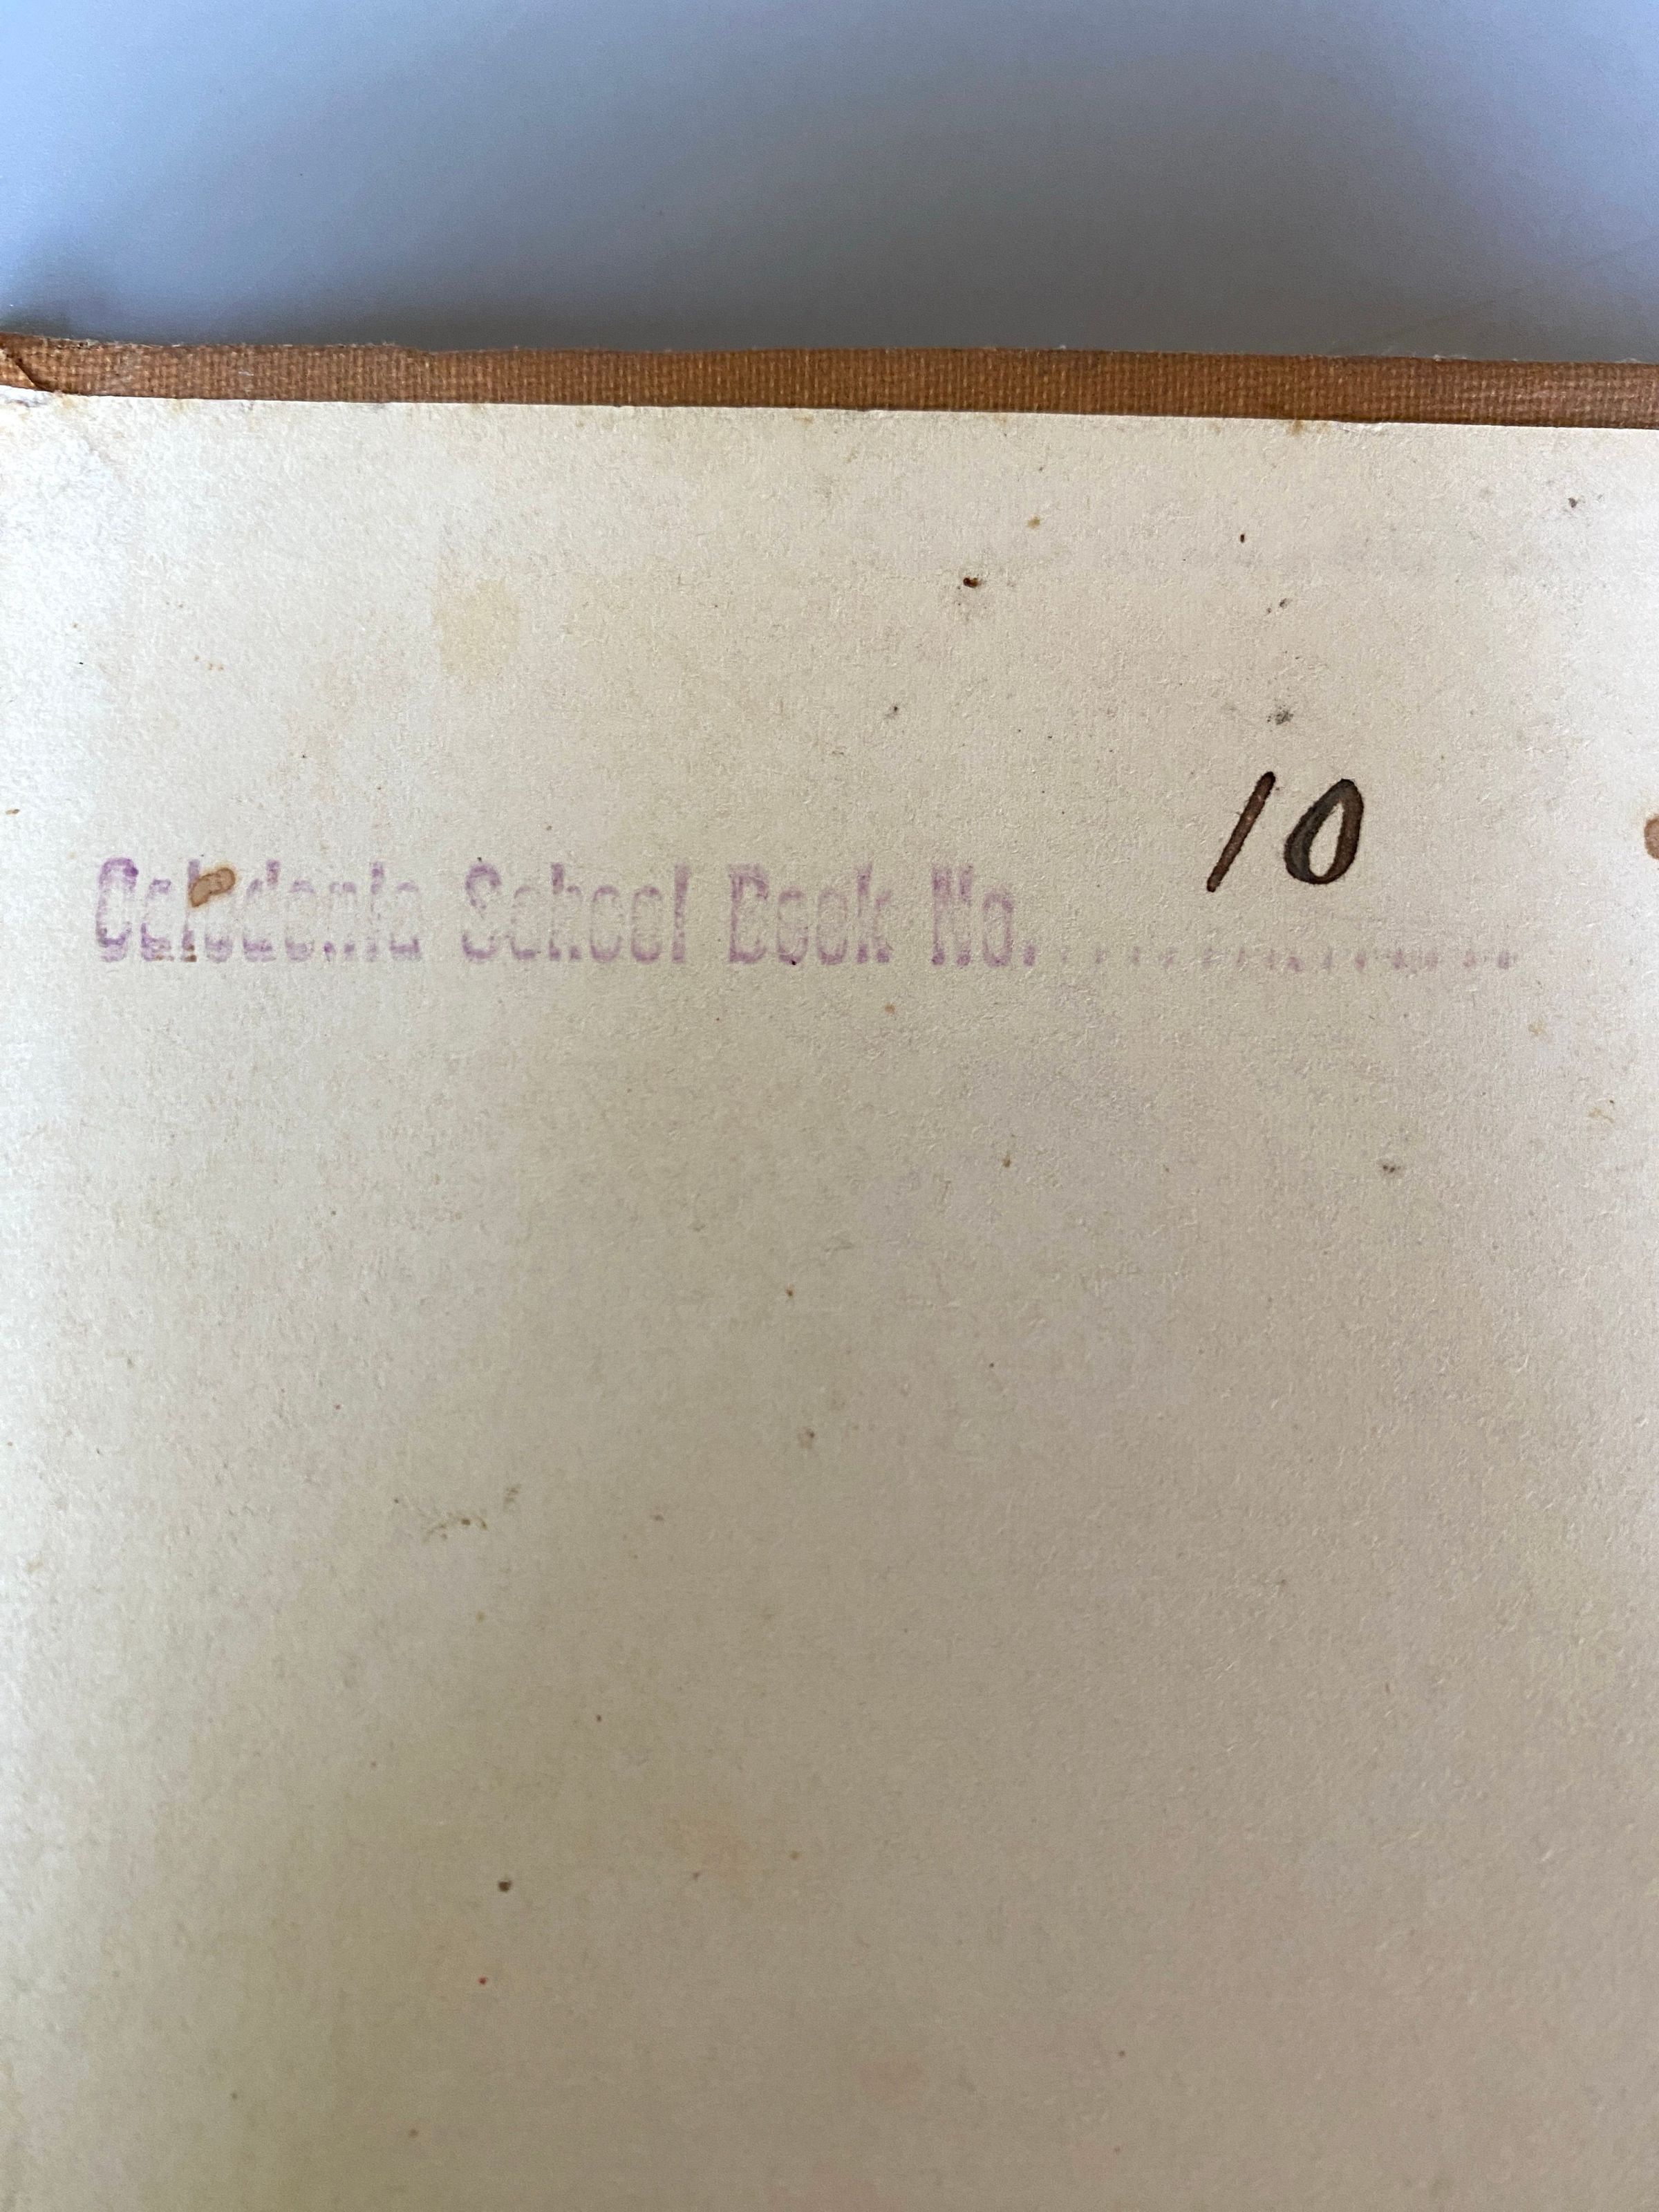 Caledonia School Book No. ............. 10